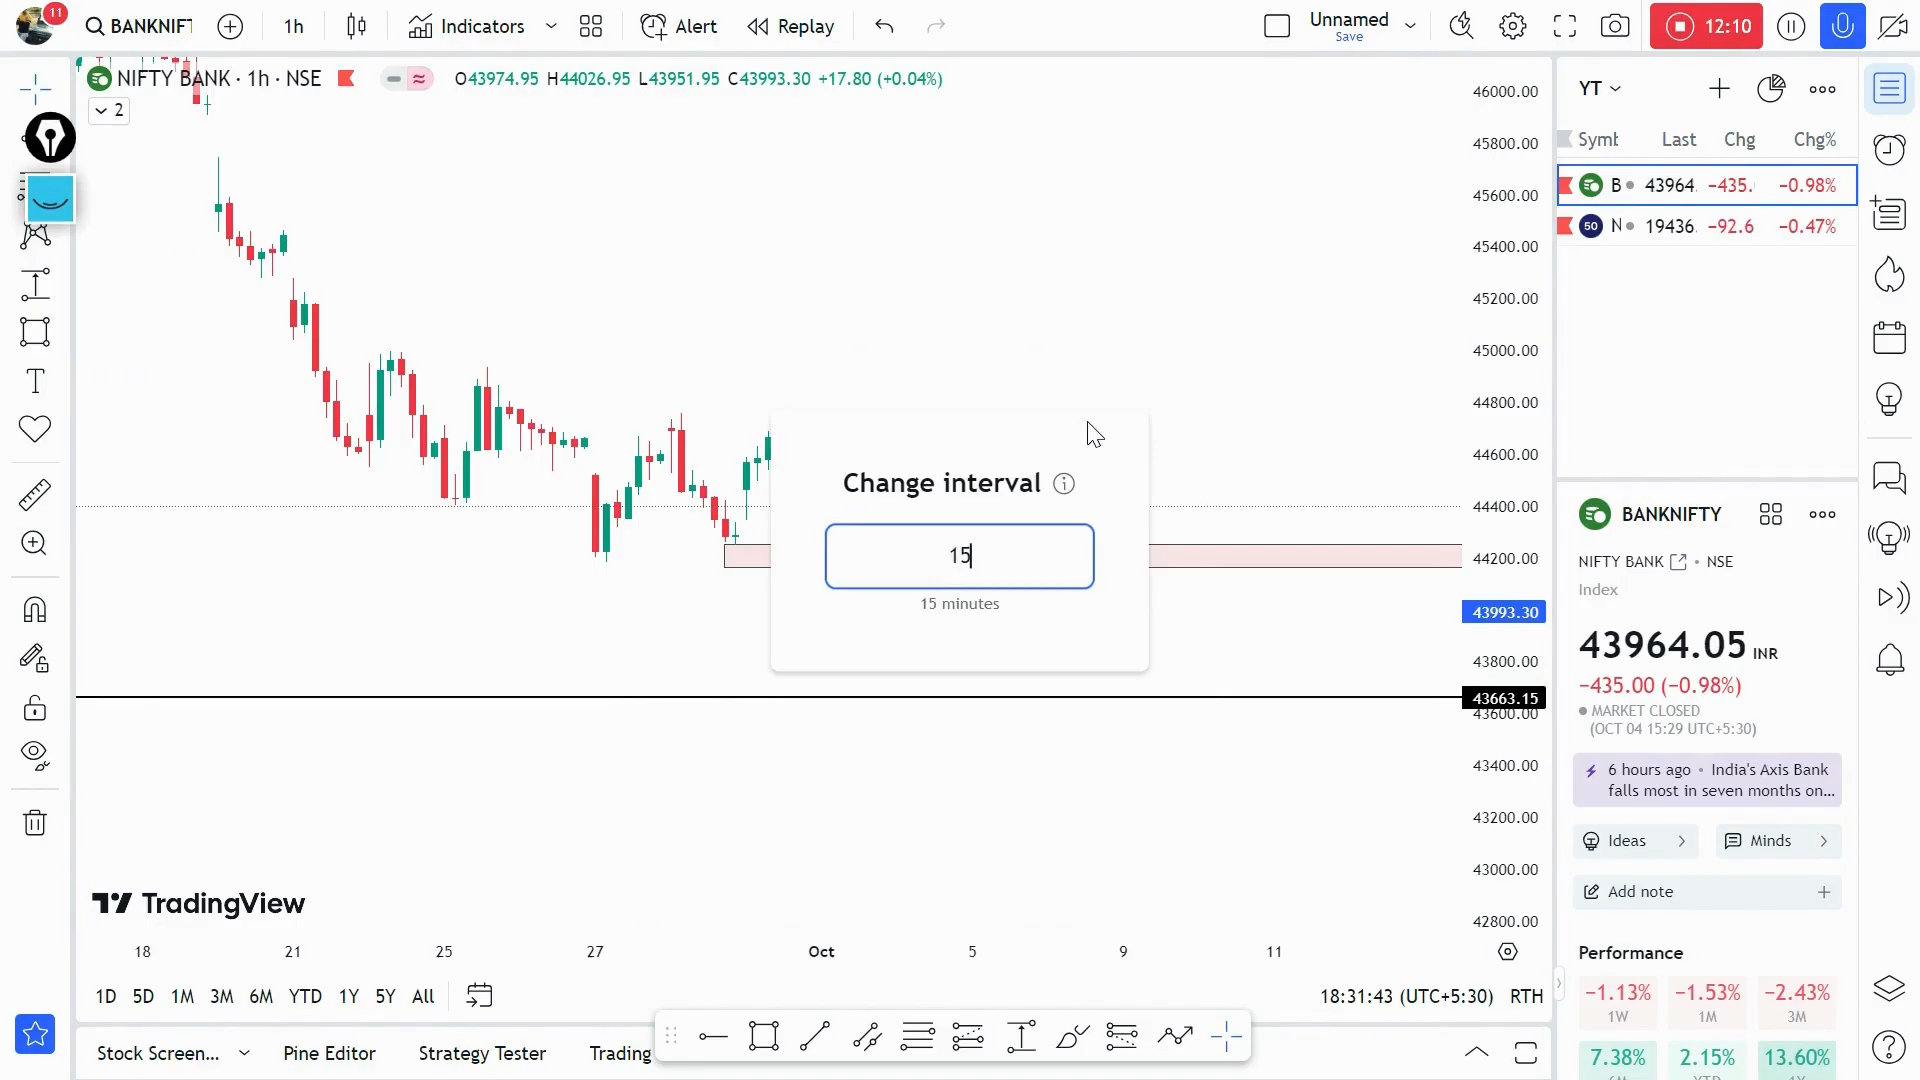 11
BANKNIFT
1h
Indicators
Alert
Replay
Unnamed
Save
12:10
NIFTY BANK · 1h · NSE
O43974.95 H44026.95 L43951.95 C43993.30 +17.80 (+0.04%)
2
46000.00
45800.00
45600.00
45400.00
45200.00
45000.00
44800.00
44600.00
44400.00
44200.00
43993.30
43800.00
43663.15
43600.00
43400.00
43200.00
43000.00
42800.00
Change interval
15
15 minutes
TradingView
18
21
25
27
Oct
5
9
11
1D 5D 1M 3M 6M YTD 1Y 5Y All
18:31:43 (UTC+5:30) RTH
Stock Screen...
Pine Editor
Strategy Tester
Trading
YT
Symb Last Chg Chg%
B 43964. −435. −0.98%
50 N 19436. −92.6 −0.47%
BANKNIFTY
NIFTY BANK • NSE
Index
43964.05 INR
−435.00 (−0.98%)
MARKET CLOSED
(OCT 04 15:29 UTC+5:30)
6 hours ago • India's Axis Bank
falls most in seven months on...
Ideas
Minds
Add note
Performance
−1.13% −1.53% −2.43%
1W 1M 3M
7.38% 2.15% 13.60%